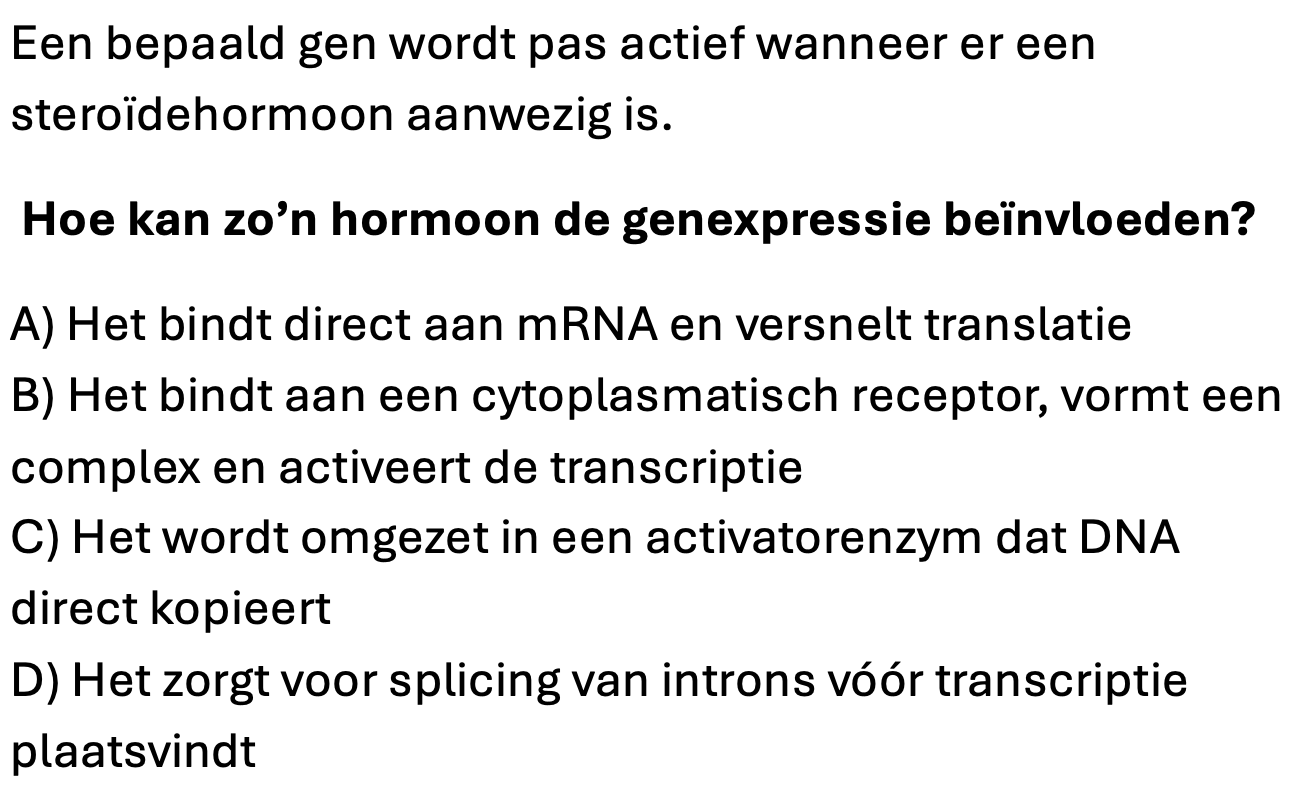 Een bepaald gen wordt pas actief wanneer er een
steroïdehormoon aanwezig is.
Hoe kan zo’n hormoon de genexpressie beïnvloeden?
A) Het bindt direct aan mRNA en versnelt translatie
B) Het bindt aan een cytoplasmatisch receptor, vormt een
complex en activeert de transcriptie
C) Het wordt omgezet in een activatorenzym dat DNA
direct kopieert
D) Het zorgt voor splicing van introns vóór transcriptie
plaatsvindt